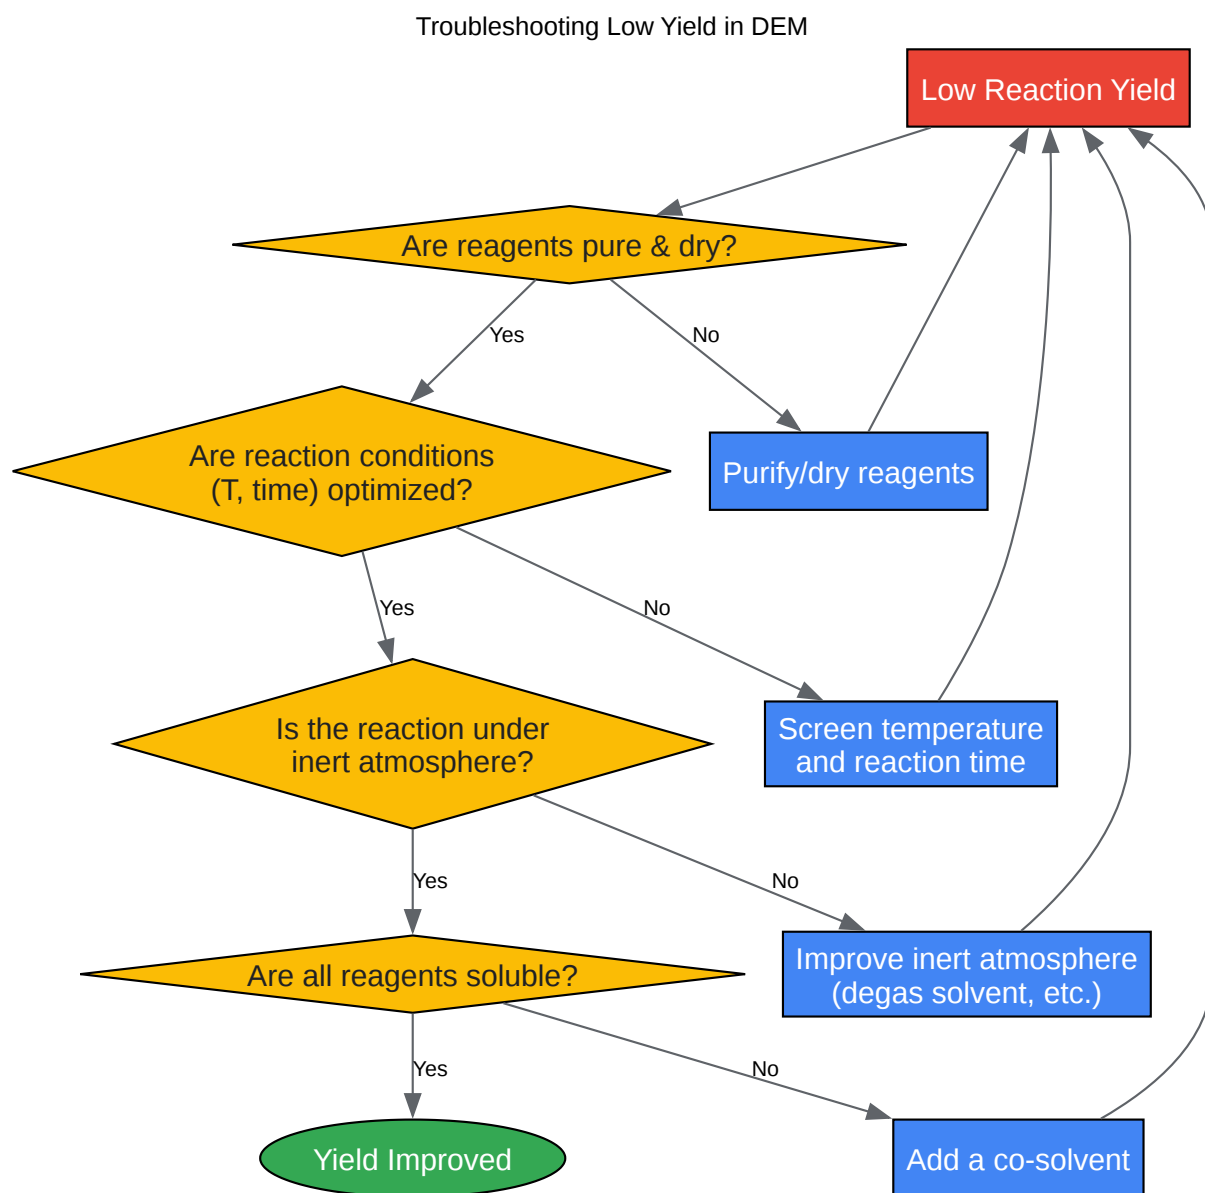 Troubleshooting Low Yield in DEM
Low Reaction Yield
Are reagents pure & dry?
Yes
No
Are reaction conditions
(T, time) optimized?
Purify/dry reagents
Yes
No
Is the reaction under
inert atmosphere?
Screen temperature
and reaction time
Yes
No
Are all reagents soluble?
Improve inert atmosphere
(degas solvent, etc.)
Yes
No
Yield Improved
Add a co-solvent